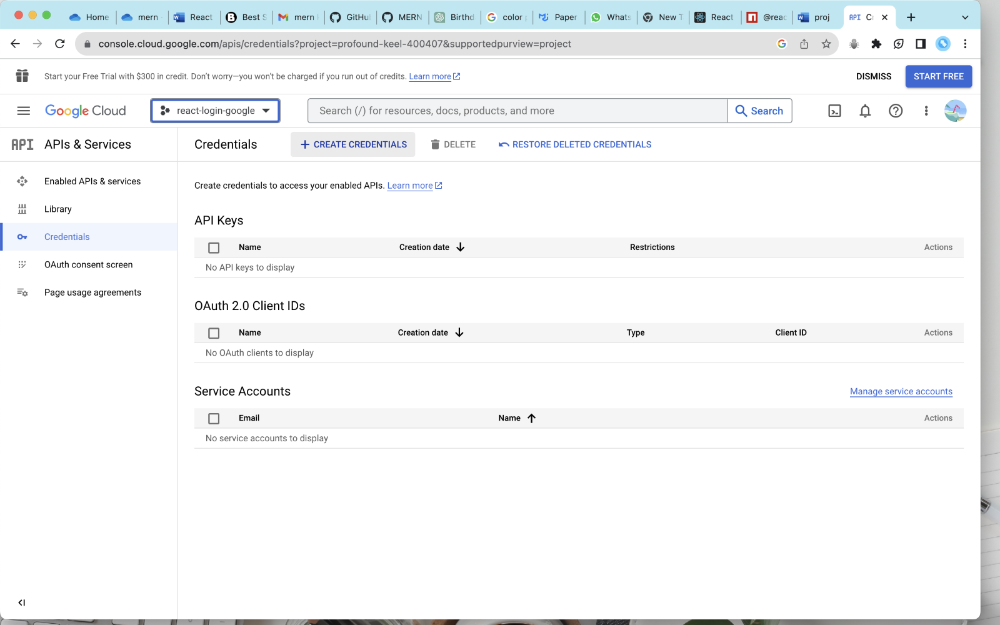 Home
mern
React
Best S
mern
GitHu
MERN
Birthd
color
Paper
Whats
New T
React
@reac
proj
API
console.cloud.google.com/apis/credentials?project=profound-keel-400407&supportedpurview=project
Start your Free Trial with $300 in credit. Don't worry—you won't be charged if you run out of credits. Learn more
DISMISS
START FREE
Google Cloud
react-login-google
Search (/) for resources, docs, products, and more
Search
API APIs & Services
Credentials
+ CREATE CREDENTIALS
DELETE
RESTORE DELETED CREDENTIALS
Enabled APIs & services
Library
Credentials
OAuth consent screen
Page usage agreements
Create credentials to access your enabled APIs. Learn more
API Keys
Name Creation date Restrictions Actions
No API keys to display
OAuth 2.0 Client IDs
Name Creation date Type Client ID Actions
No OAuth clients to display
Service Accounts
Manage service accounts
Email Name Actions
No service accounts to display